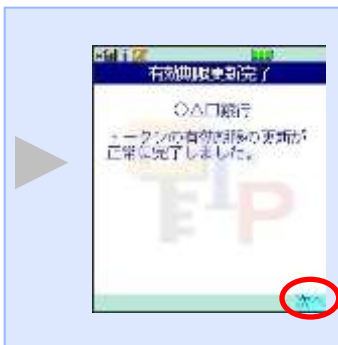 有効期限更新完了
〇△口銀行
トークンの有効期限の更新が
正常に完了しました。